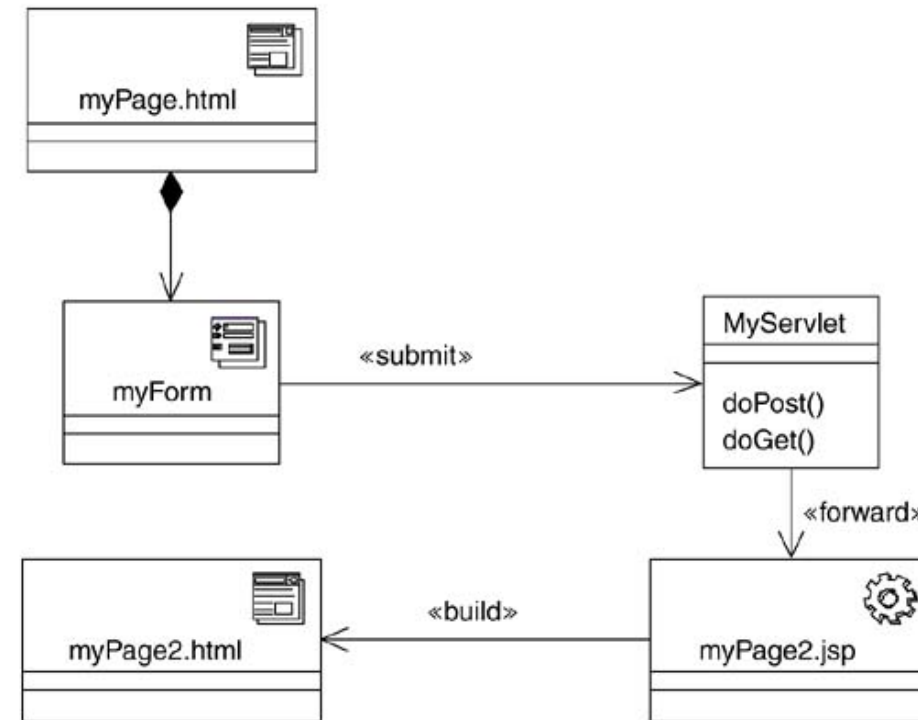 myPage.html
myForm
«submit»
MyServlet
doPost()
doGet()
«forward»
myPage2.html
«build»
myPage2.jsp